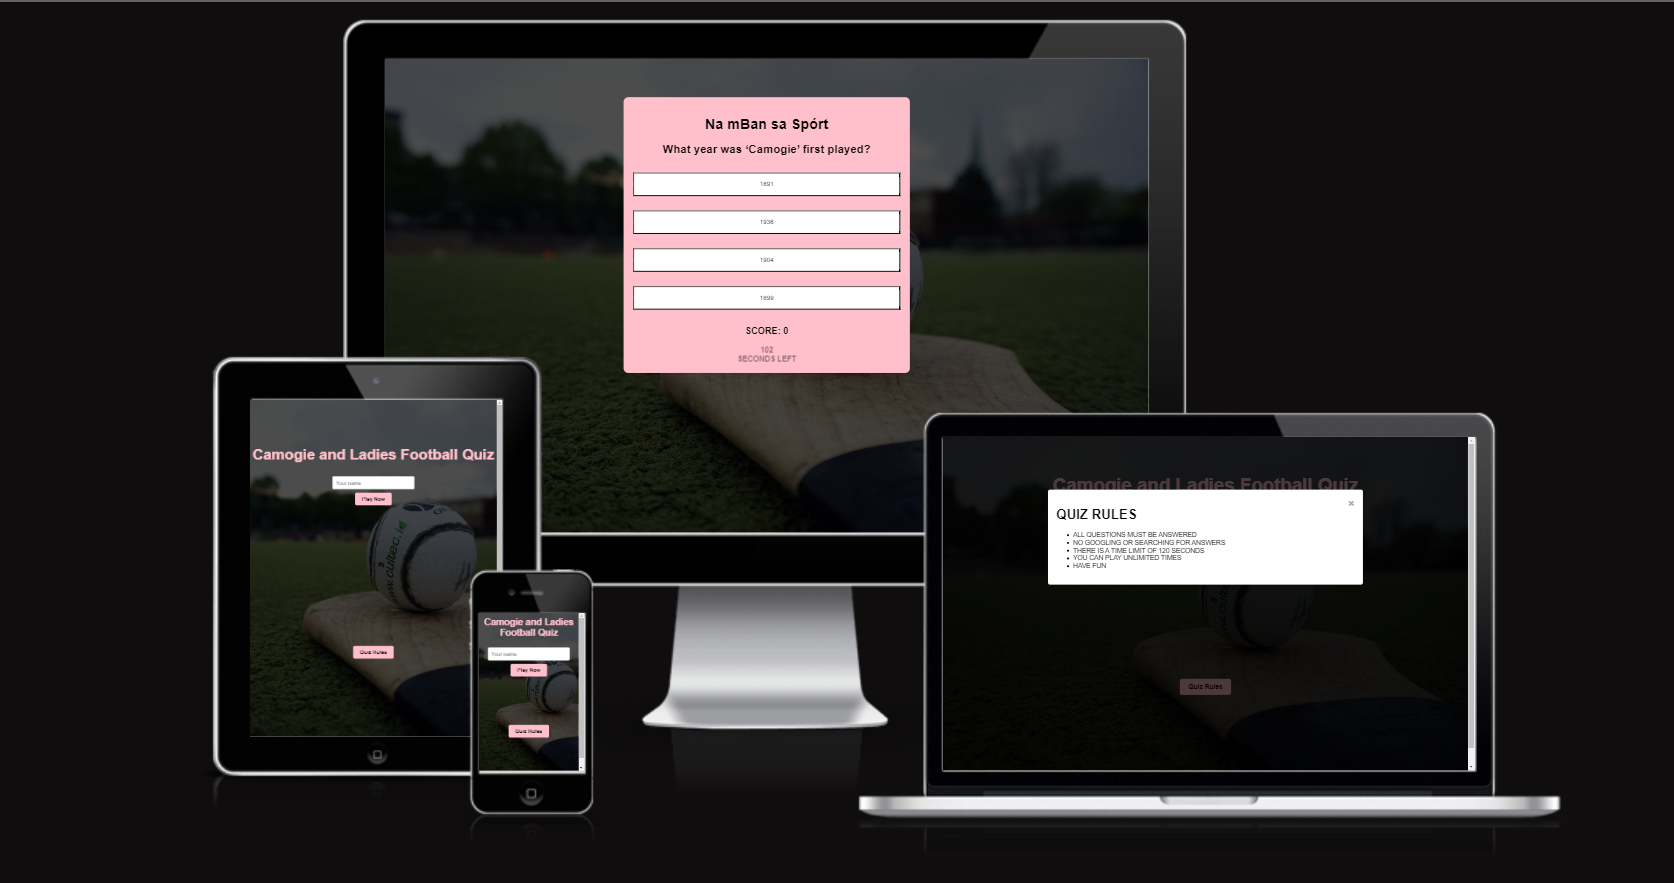 Na mBan sa Spórt
What year was ‘Camogie’ first played?
1891
1936
1904
1899
SCORE: 0
102
SECONDS LEFT
Camogie and Ladies Football Quiz
Your name
Play Now
www.cultec.ie
Quiz Rules
Camogie and Ladies
Football Quiz
Your name
Play Now
Quiz Rules
Camogie and Ladies Football Quiz
×
QUIZ RULES
ALL QUESTIONS MUST BE ANSWERED
NO GOOGLING OR SEARCHING FOR ANSWERS
THERE IS A TIME LIMIT OF 120 SECONDS
YOU CAN PLAY UNLIMITED TIMES
HAVE FUN
Quiz Rules